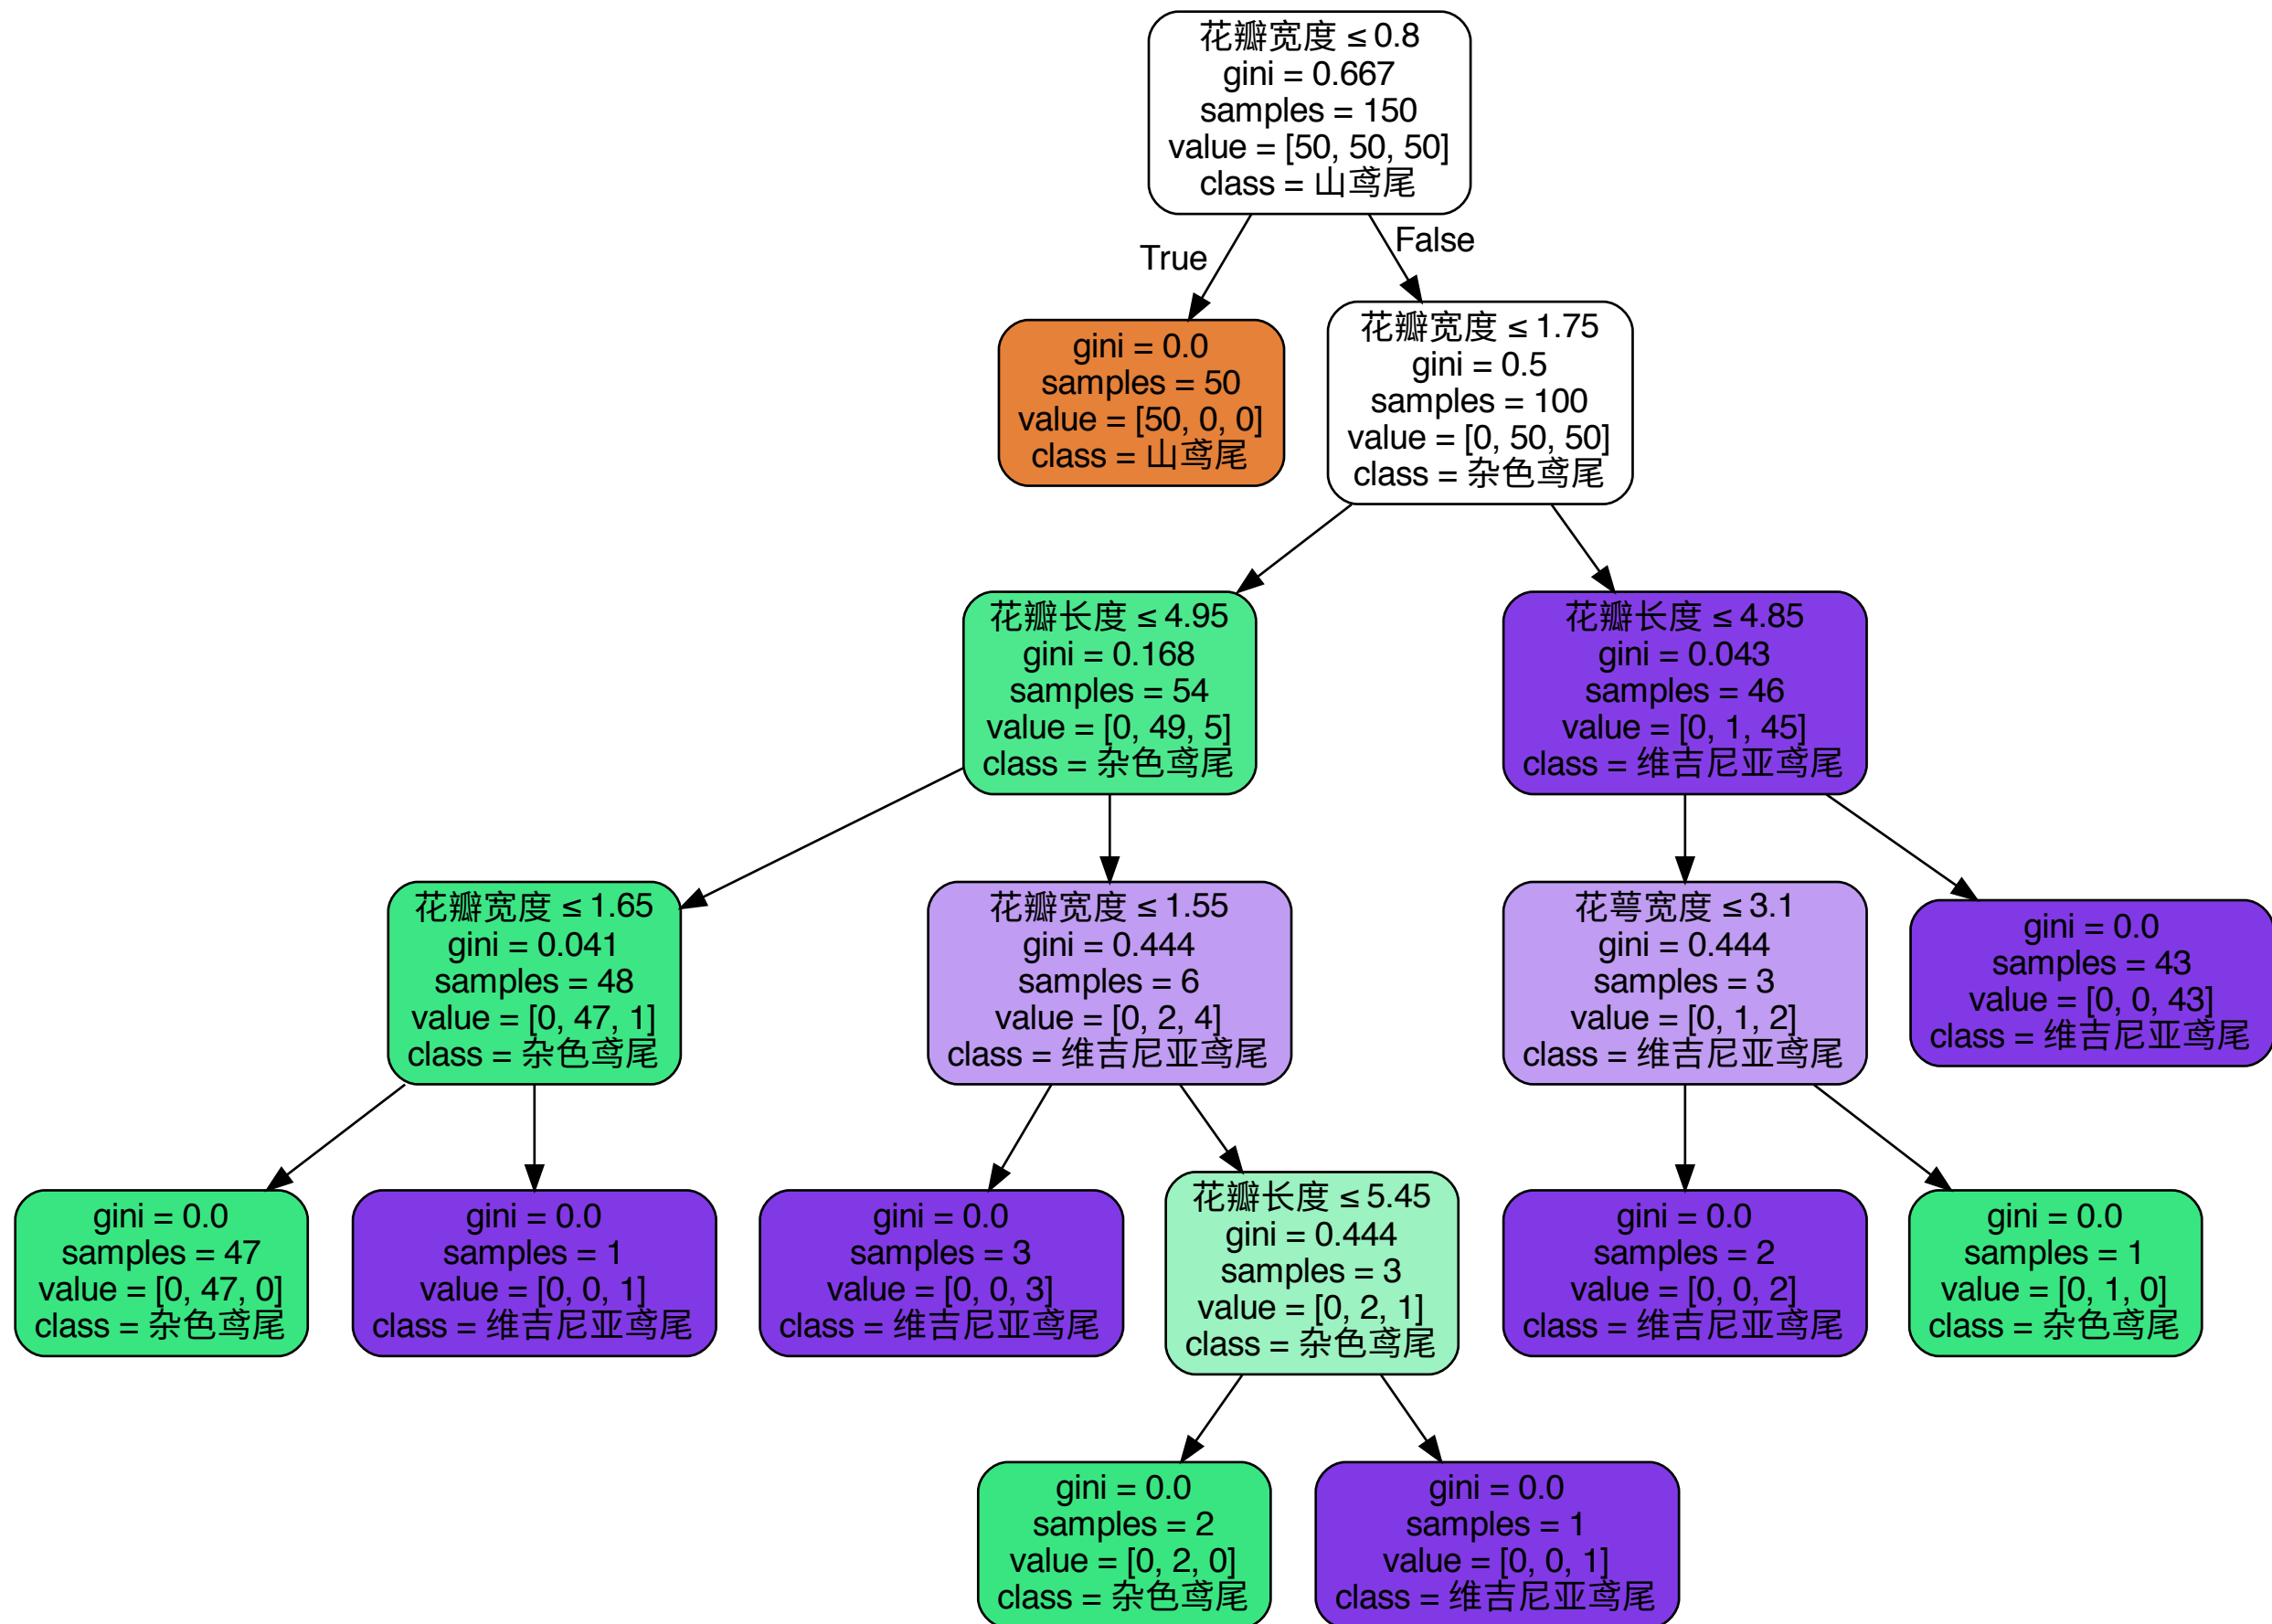 花瓣宽度 ≤ 0.8
gini = 0.667
samples = 150
value = [50, 50, 50]
class = 山鸢尾
True
False
gini = 0.0
samples = 50
value = [50, 0, 0]
class = 山鸢尾
花瓣宽度 ≤ 1.75
gini = 0.5
samples = 100
value = [0, 50, 50]
class = 杂色鸢尾
花瓣长度 ≤ 4.95
gini = 0.168
samples = 54
value = [0, 49, 5]
class = 杂色鸢尾
花瓣长度 ≤ 4.85
gini = 0.043
samples = 46
value = [0, 1, 45]
class = 维吉尼亚鸢尾
花瓣宽度 ≤ 1.65
gini = 0.041
samples = 48
value = [0, 47, 1]
class = 杂色鸢尾
花瓣宽度 ≤ 1.55
gini = 0.444
samples = 6
value = [0, 2, 4]
class = 维吉尼亚鸢尾
花萼宽度 ≤ 3.1
gini = 0.444
samples = 3
value = [0, 1, 2]
class = 维吉尼亚鸢尾
gini = 0.0
samples = 43
value = [0, 0, 43]
class = 维吉尼亚鸢尾
gini = 0.0
samples = 47
value = [0, 47, 0]
class = 杂色鸢尾
gini = 0.0
samples = 1
value = [0, 0, 1]
class = 维吉尼亚鸢尾
gini = 0.0
samples = 3
value = [0, 0, 3]
class = 维吉尼亚鸢尾
花瓣长度 ≤ 5.45
gini = 0.444
samples = 3
value = [0, 2, 1]
class = 杂色鸢尾
gini = 0.0
samples = 2
value = [0, 0, 2]
class = 维吉尼亚鸢尾
gini = 0.0
samples = 1
value = [0, 1, 0]
class = 杂色鸢尾
gini = 0.0
samples = 2
value = [0, 2, 0]
class = 杂色鸢尾
gini = 0.0
samples = 1
value = [0, 0, 1]
class = 维吉尼亚鸢尾